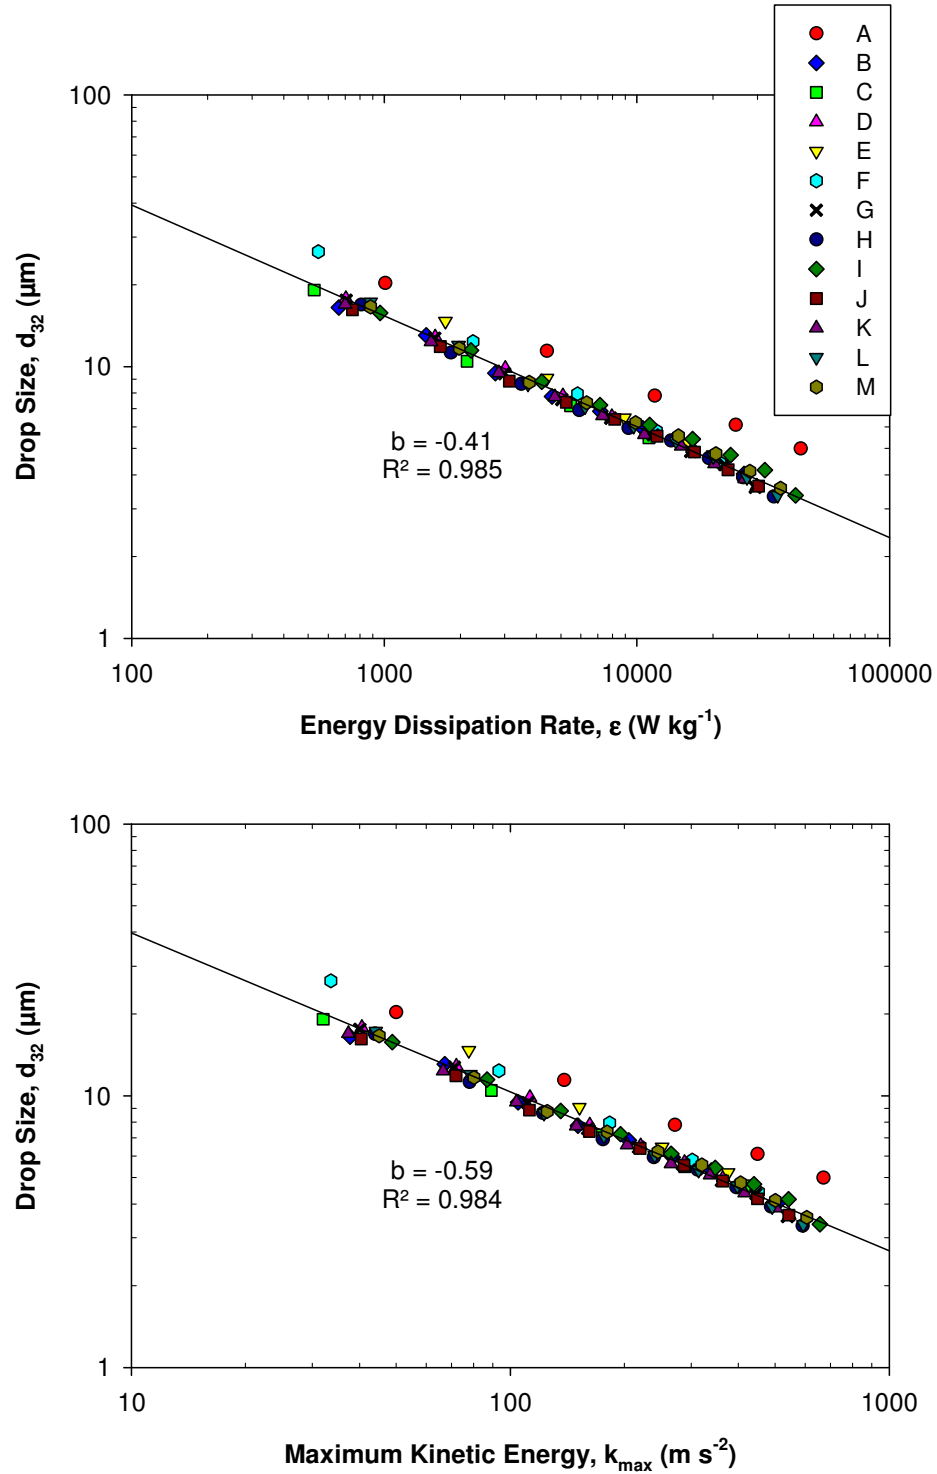 A
B
C
D
E
F
G
H
I
J
K
L
M
100
10
1
Drop Size, d₃₂ (µm)
b = -0.41
R² = 0.985
100 1000 10000 100000
Energy Dissipation Rate, ε (W kg⁻¹)
100
10
1
Drop Size, d₃₂ (µm)
b = -0.59
R² = 0.984
10 100 1000
Maximum Kinetic Energy, kₘₐₓ (m s⁻²)